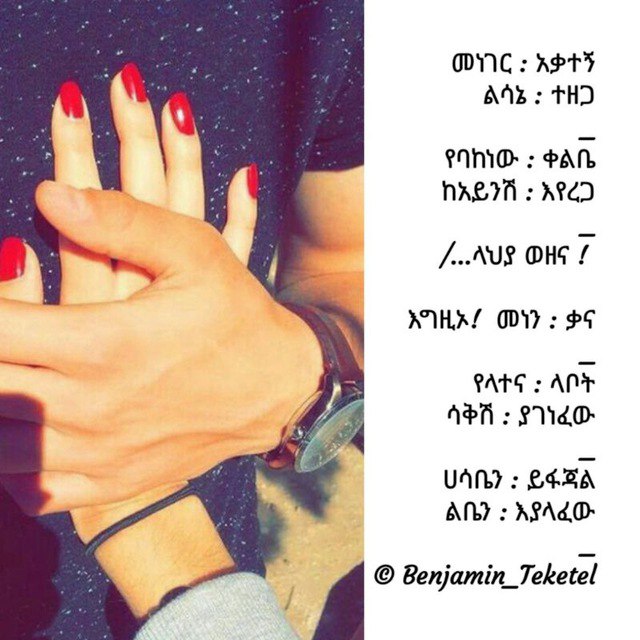 መነገር : አቃተኝ
ልሳኔ : ተዘጋ
_
የባከነው : ቀልቤ
ከአይንሽ : እየረጋ
_
/...ላህያ ወዘና !
እግዚኦ! መነን : ቃና
_
የላተና : ላቦት
ሳቅሽ : ያገነፈው
_
ሀሳቤን : ይፋጃል
ልቤን : እያላፈው
_
© Benjamin_Teketel